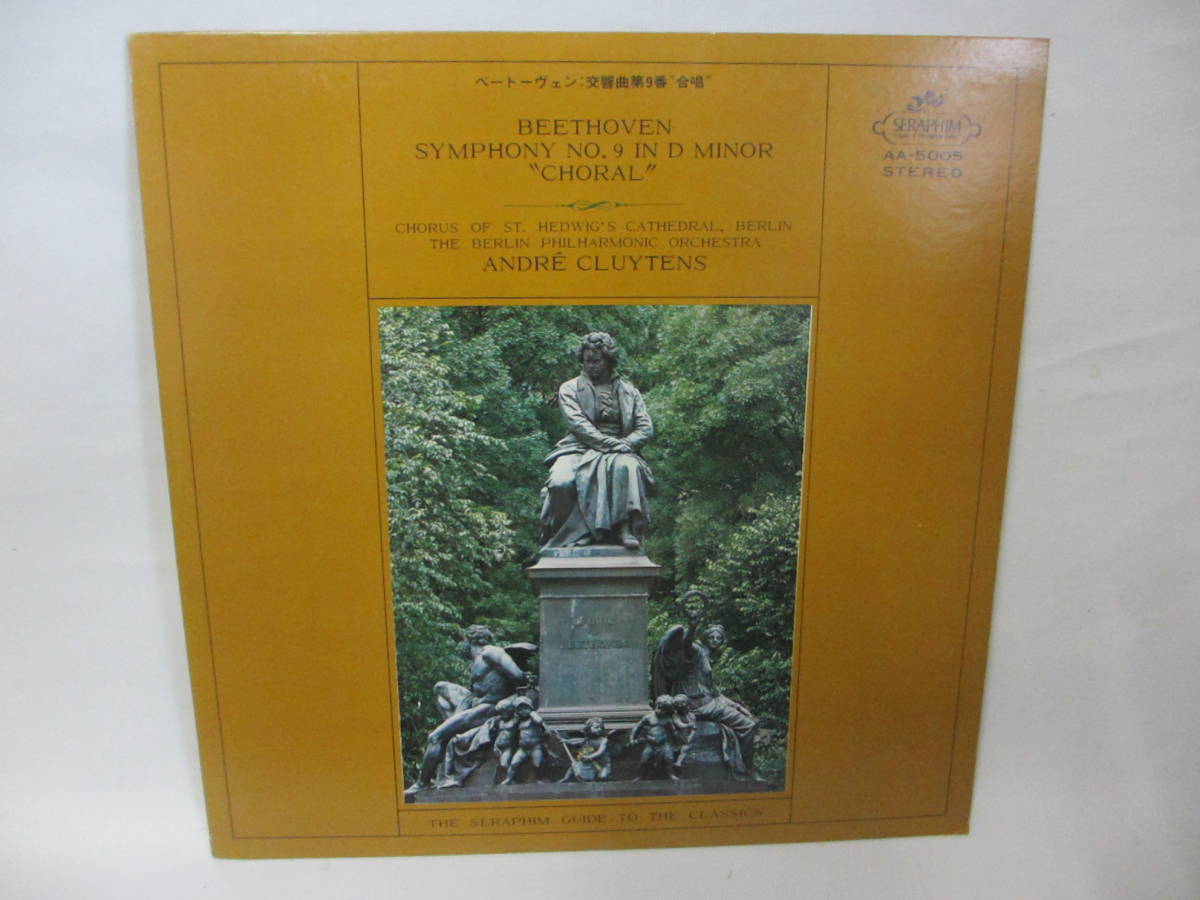 ベートーヴェン:交響曲第9番"合唱"
BEETHOVEN
SYMPHONY NO. 9 IN D MINOR
"CHORAL"
CHORUS OF ST. HEDWIG'S CATHEDRAL, BERLIN
THE BERLIN PHILHARMONIC ORCHESTRA
ANDRÉ CLUYTENS
SERAPHIM
AA-5005
STEREO
BEETHOVEN
THE SERAPHIM GUIDE TO THE CLASSICS